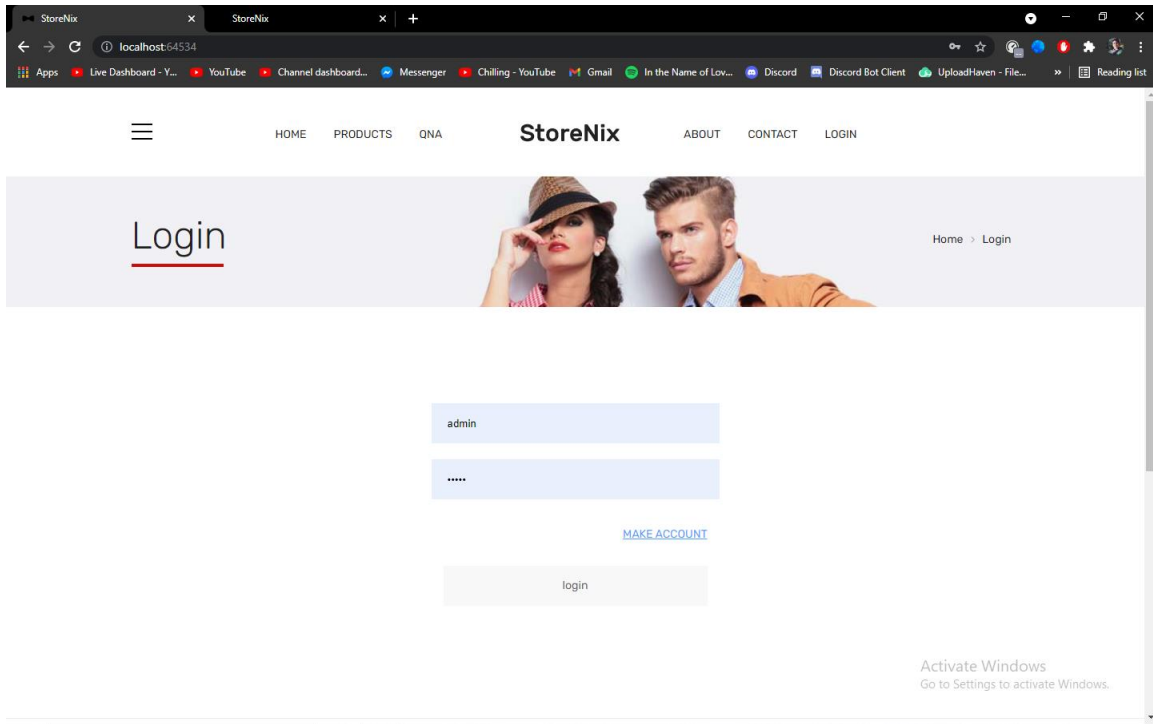 StoreNix StoreNix
localhost:64534
Apps Live Dashboard - Y... YouTube Channel dashboard... Messenger Chilling - YouTube Gmail In the Name of Lov... Discord Discord Bot Client UploadHaven - File... » Reading list
HOME PRODUCTS QNA StoreNix ABOUT CONTACT LOGIN
Login
Home > Login
admin
•••••
MAKE ACCOUNT
login
Activate Windows
Go to Settings to activate Windows.